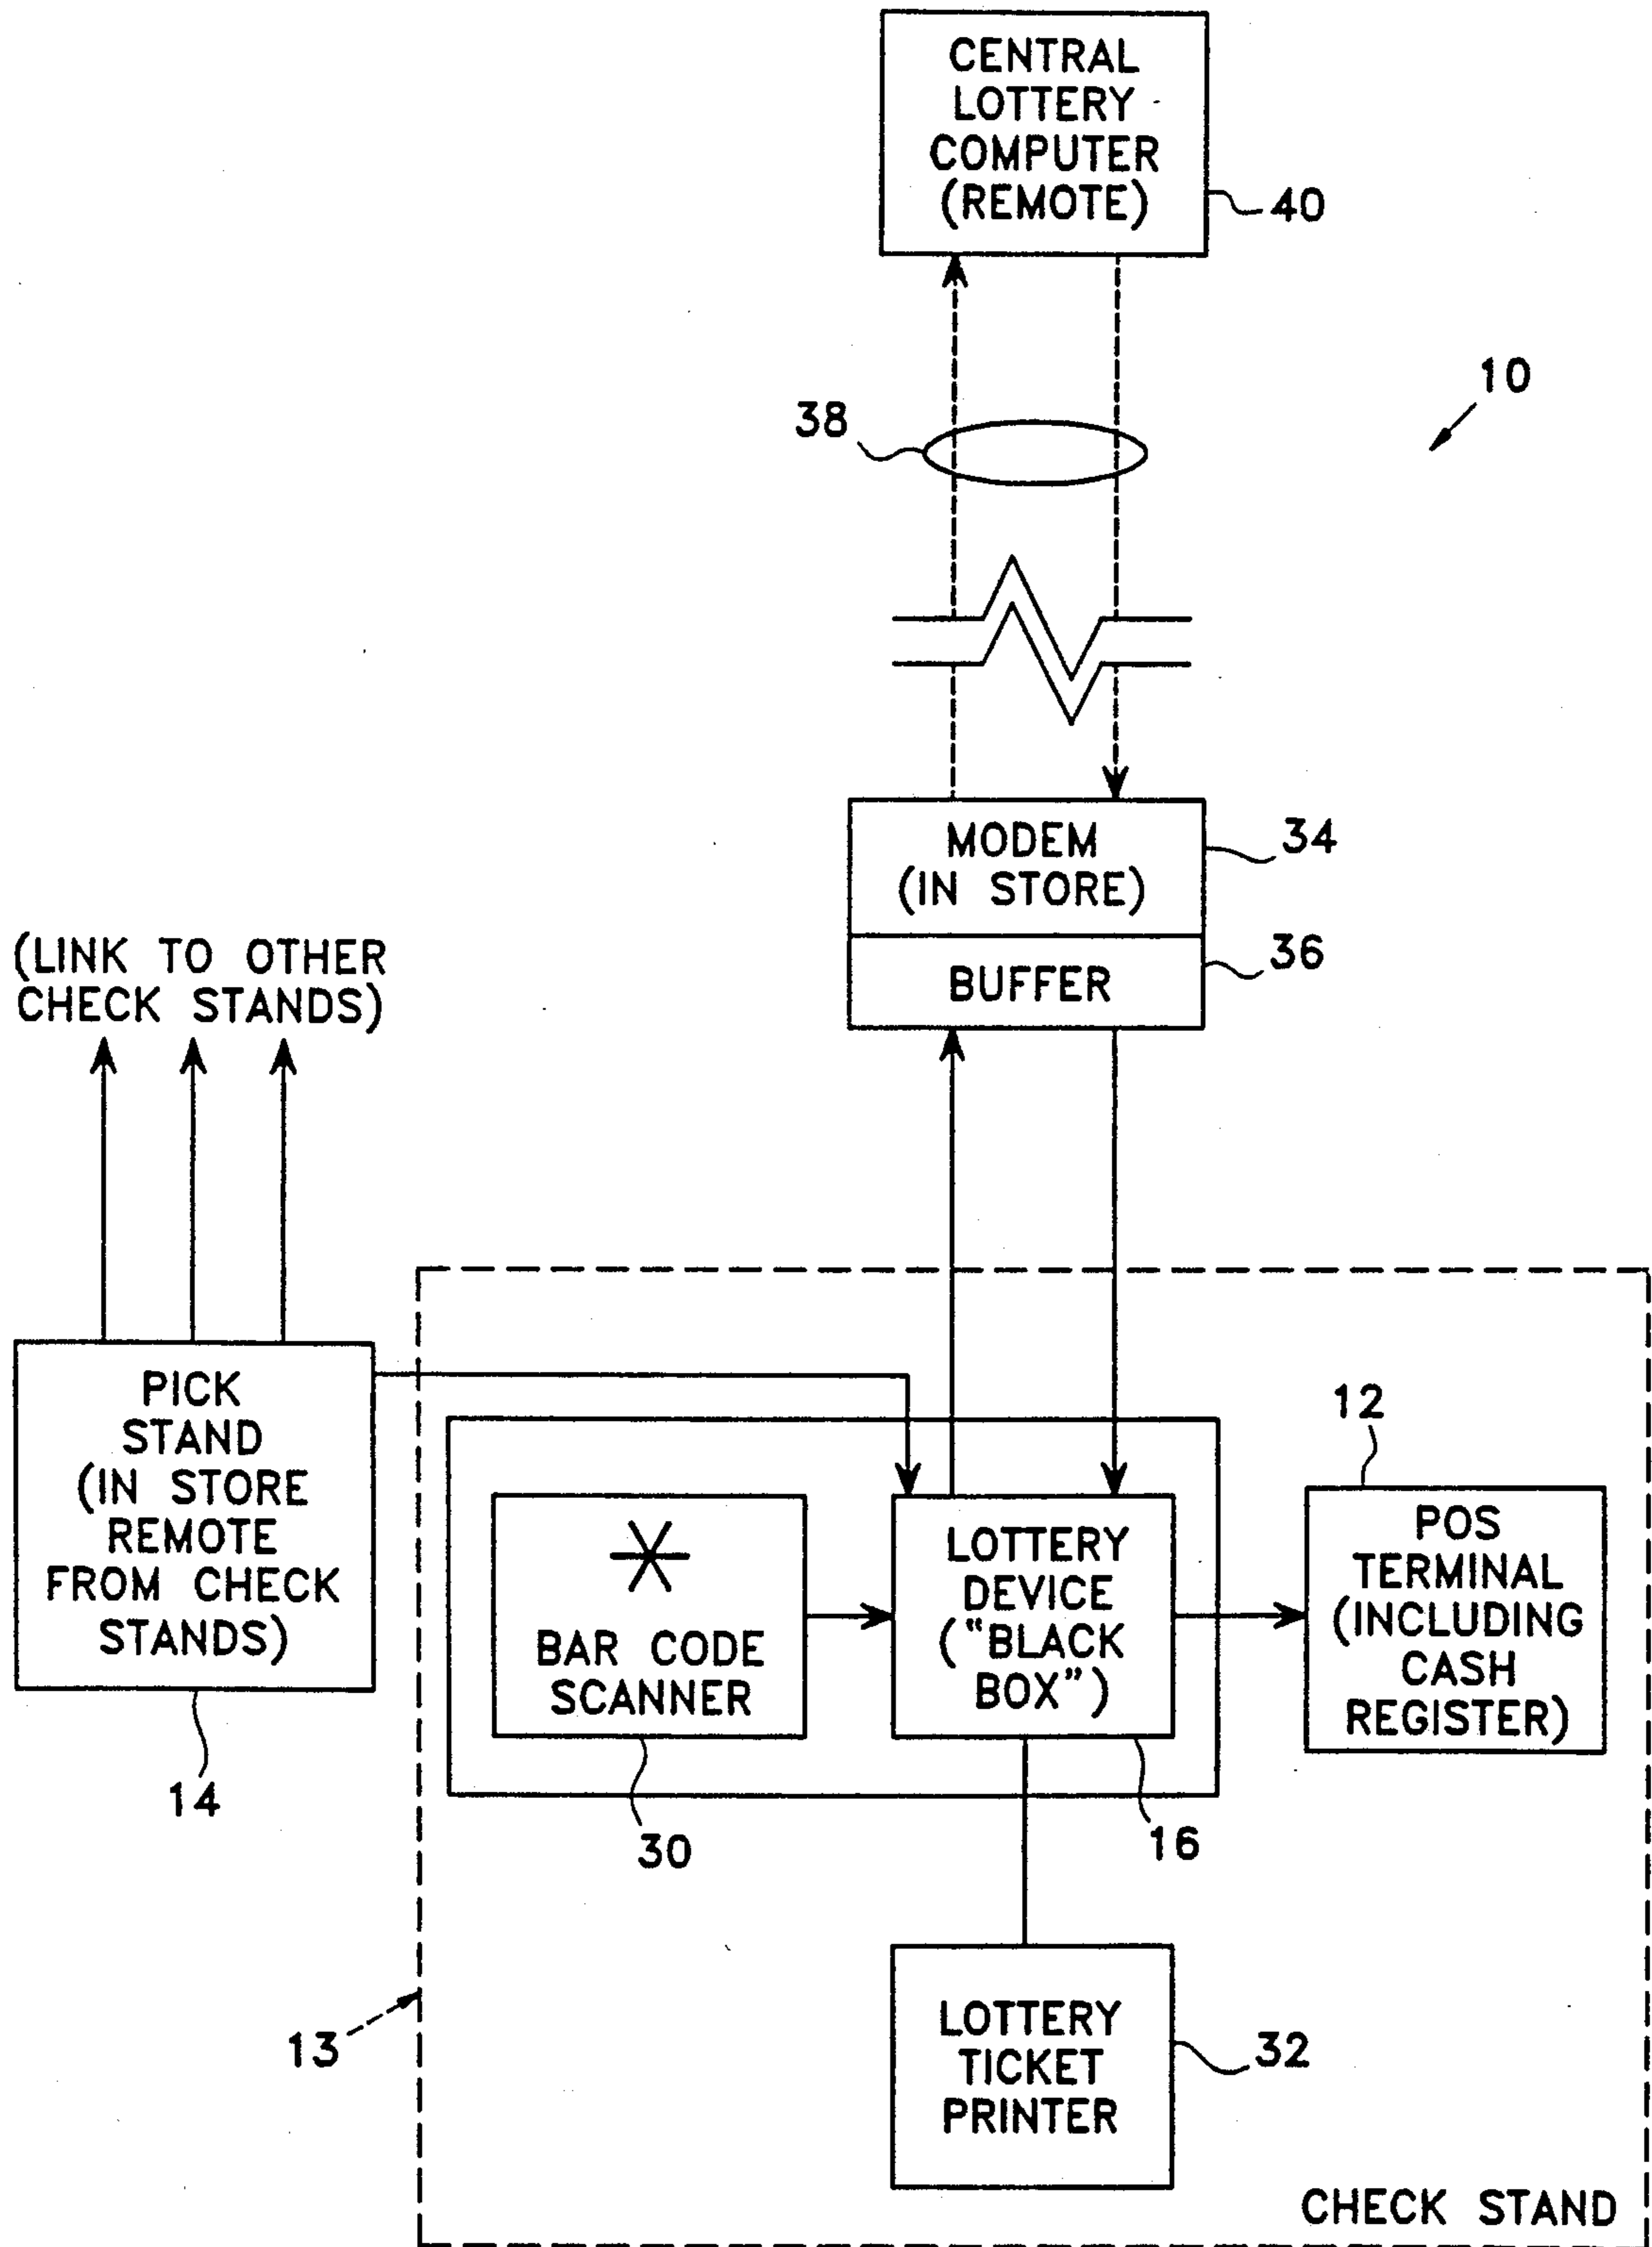 CENTRAL
LOTTERY
COMPUTER
(REMOTE)
40
10
38
MODEM
(IN STORE)
34
BUFFER
36
(LINK TO OTHER
CHECK STANDS)
PICK
STAND
(IN STORE
REMOTE
FROM CHECK
STANDS)
14
BAR CODE
SCANNER
30
LOTTERY
DEVICE
("BLACK
BOX")
16
12
POS
TERMINAL
(INCLUDING
CASH
REGISTER)
13
LOTTERY
TICKET
PRINTER
32
CHECK STAND